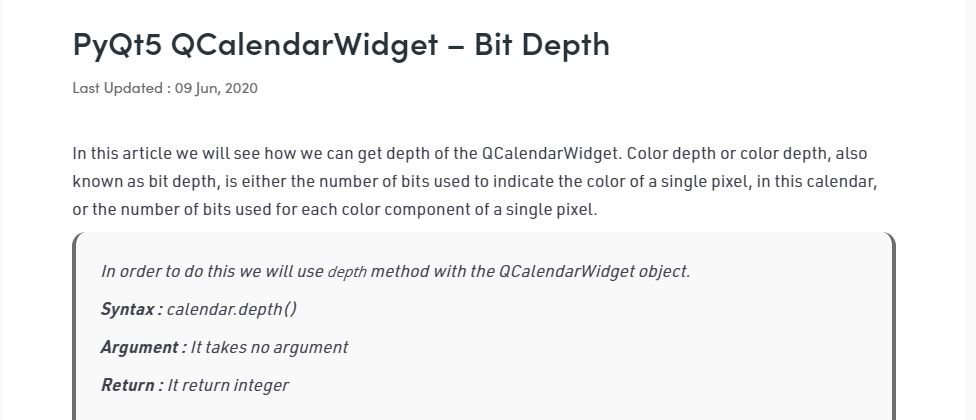 PyQt5 QCalendarWidget – Bit Depth
Last Updated : 09 Jun, 2020
In this article we will see how we can get depth of the QCalendarWidget. Color depth or color depth, also
known as bit depth, is either the number of bits used to indicate the color of a single pixel, in this calendar,
or the number of bits used for each color component of a single pixel.
In order to do this we will use depth method with the QCalendarWidget object.
Syntax : calendar.depth()
Argument : It takes no argument
Return : It return integer